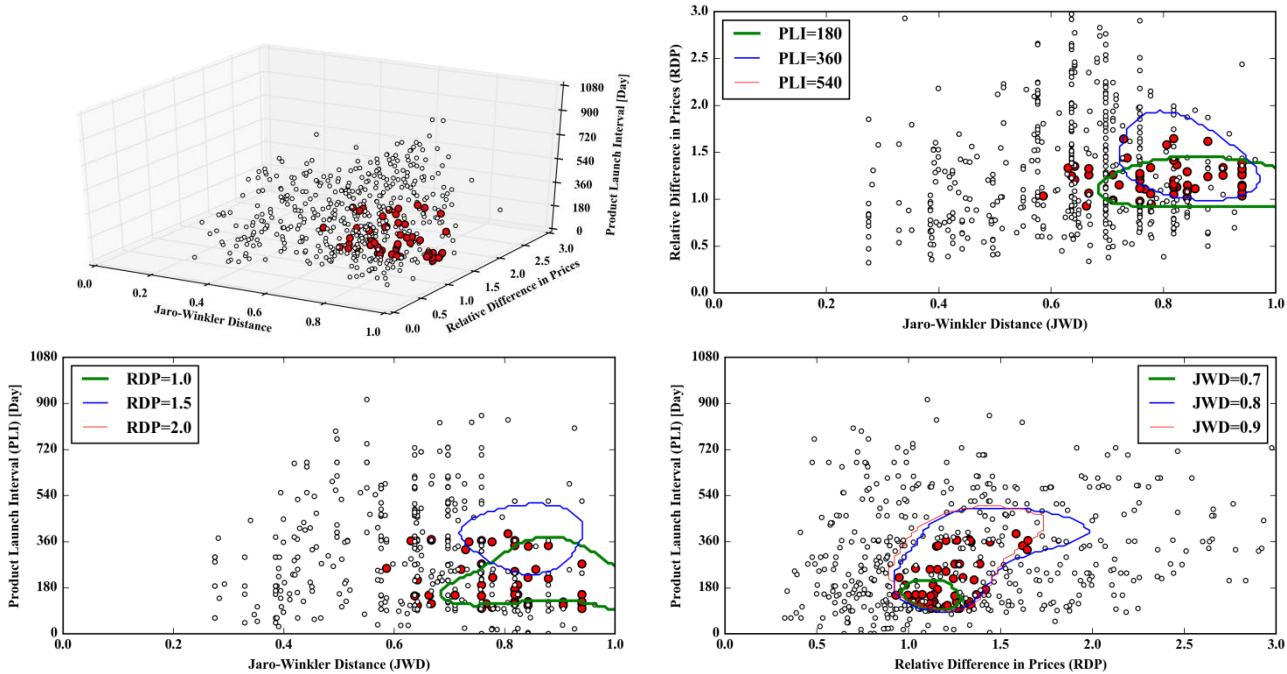 1080
900
720
540
360
180
0
Product Launch Interval [Day]
0.0
0.2
0.4
0.6
0.8
1.0
Jaro-Winkler Distance
0.0
0.5
1.0
1.5
2.0
2.5
3.0
Relative Difference in Prices
3.0
2.5
2.0
1.5
1.0
0.5
0.0
Relative Difference in Prices (RDP)
PLI=180
PLI=360
PLI=540
0.0 0.2 0.4 0.6 0.8 1.0
Jaro-Winkler Distance (JWD)
1080
900
720
540
360
180
0
Product Launch Interval (PLI) [Day]
RDP=1.0
RDP=1.5
RDP=2.0
0.0 0.2 0.4 0.6 0.8 1.0
Jaro-Winkler Distance (JWD)
1080
900
720
540
360
180
0
Product Launch Interval (PLI) [Day]
JWD=0.7
JWD=0.8
JWD=0.9
0.0 0.5 1.0 1.5 2.0 2.5 3.0
Relative Difference in Prices (RDP)